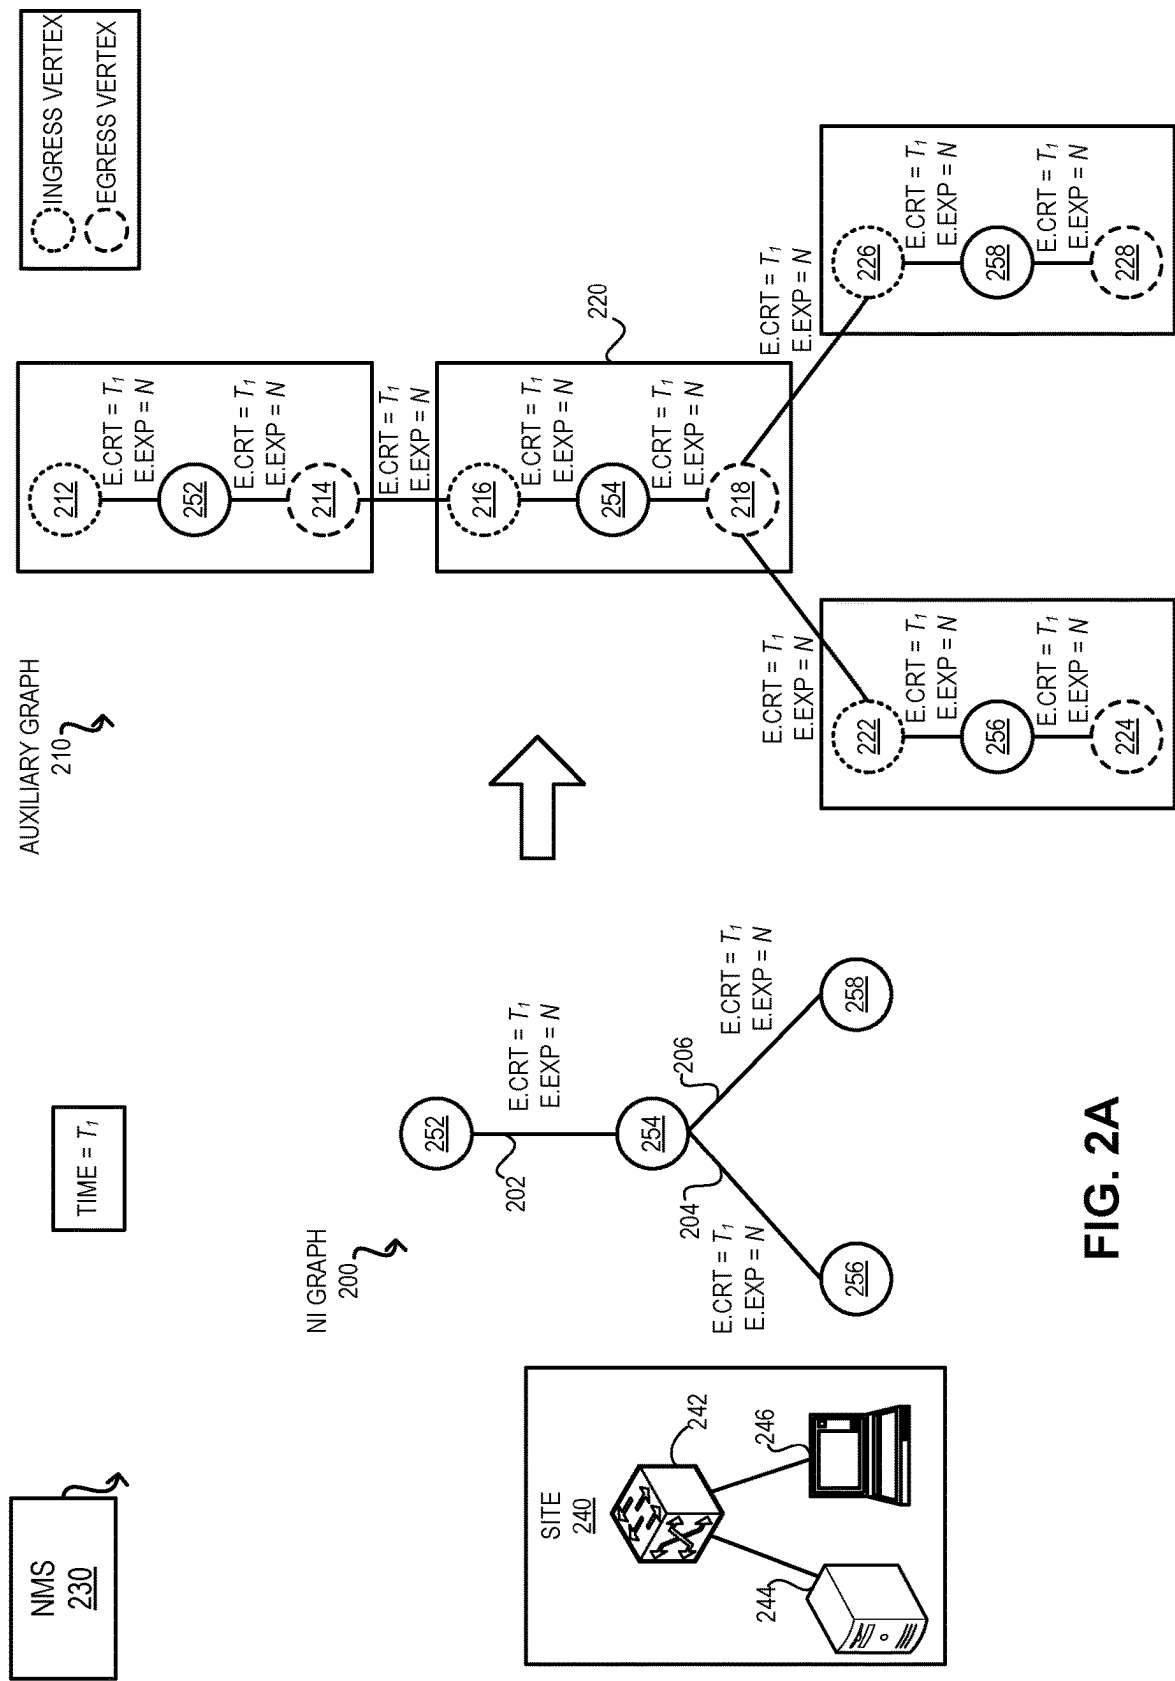 NMS
230
TIME = T1
SITE
240
242
244
246
NI GRAPH
200
252
202
E.CRT = T1
E.EXP = N
254
204
206
E.CRT = T1
E.EXP = N
E.CRT = T1
E.EXP = N
256
258
AUXILIARY GRAPH
210
INGRESS VERTEX
EGRESS VERTEX
212
E.CRT = T1
E.EXP = N
252
E.CRT = T1
E.EXP = N
214
E.CRT = T1
E.EXP = N
220
216
E.CRT = T1
E.EXP = N
254
E.CRT = T1
E.EXP = N
218
E.CRT = T1
E.EXP = N
E.CRT = T1
E.EXP = N
222
E.CRT = T1
E.EXP = N
256
E.CRT = T1
E.EXP = N
224
226
E.CRT = T1
E.EXP = N
258
E.CRT = T1
E.EXP = N
228
FIG. 2A